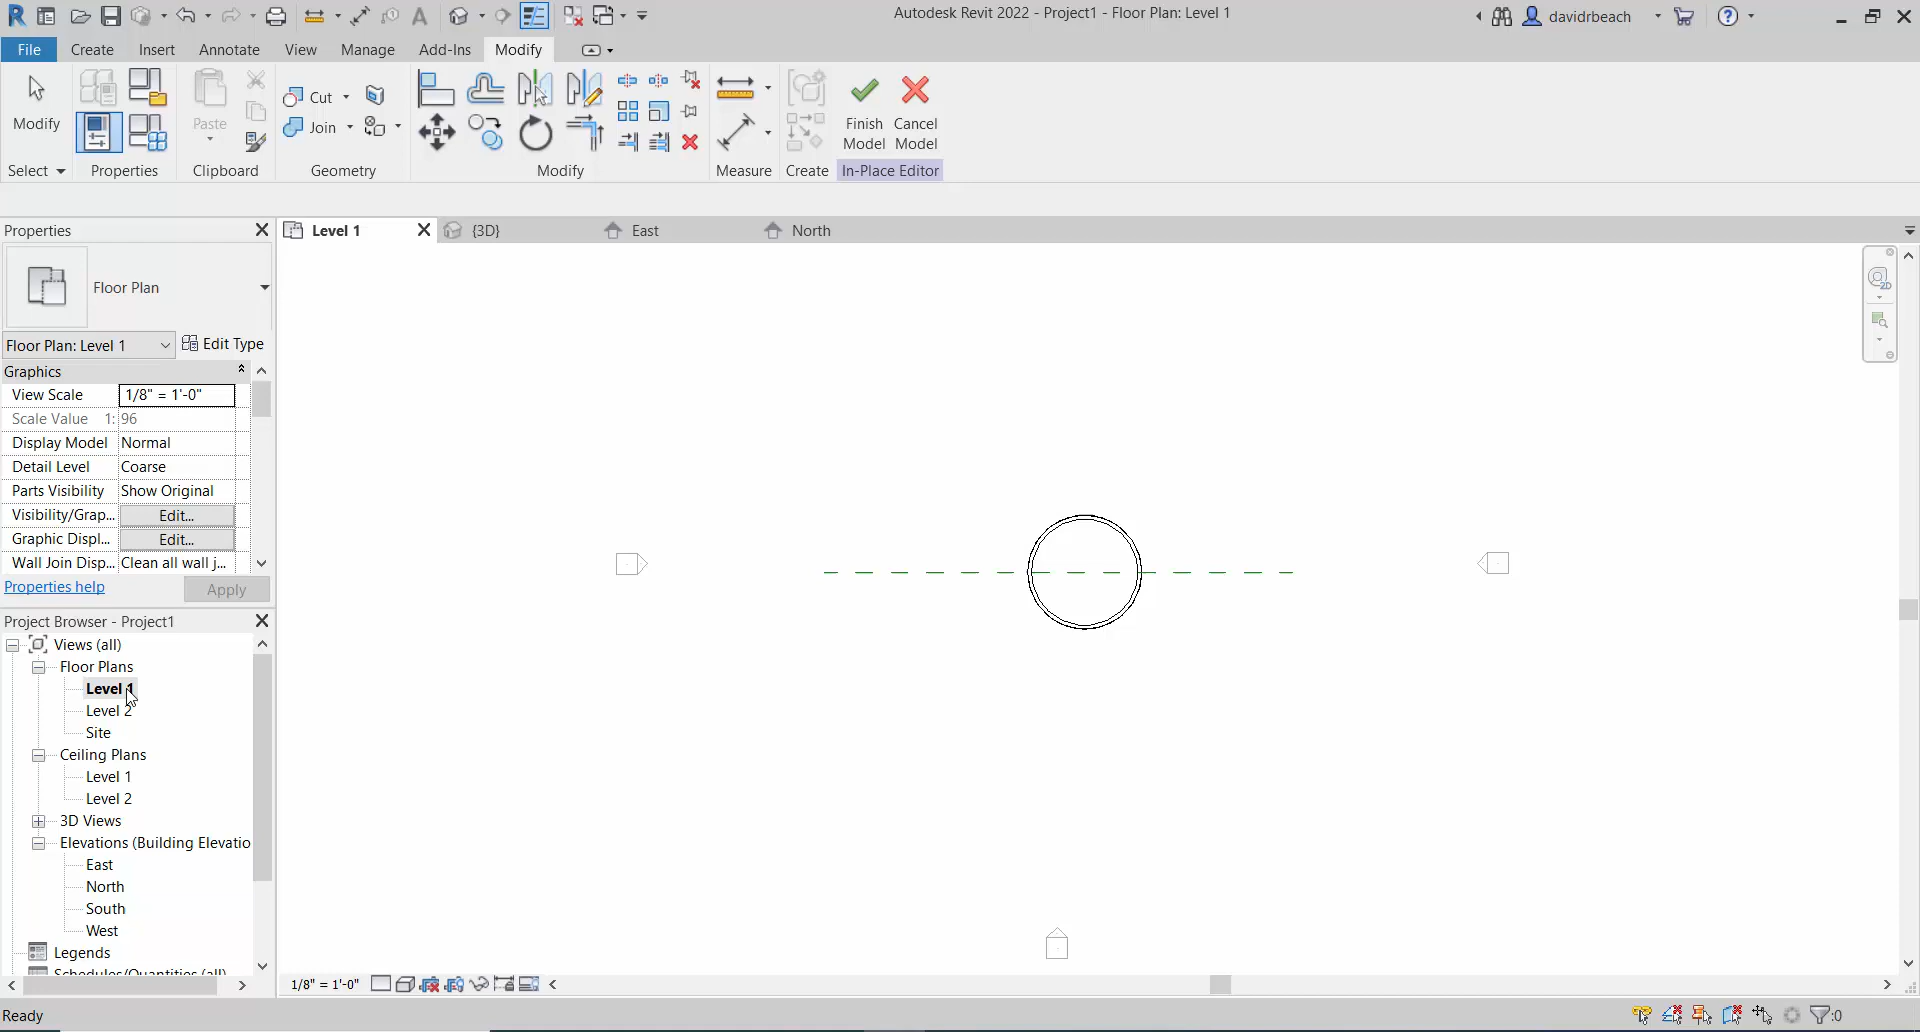 Autodesk Revit 2022 - Project1 - Floor Plan: Level 1
davidrbeach
File Create Insert Annotate View Manage Add-Ins Modify
Modify
Paste
Cut
Join
Finish Model
Cancel Model
Select Properties Clipboard Geometry Modify Measure Create In-Place Editor
Properties
Level 1 {3D} East North
Floor Plan
Floor Plan: Level 1 Edit Type
Graphics
View Scale 1/8" = 1'-0"
Scale Value 1: 96
Display Model Normal
Detail Level Coarse
Parts Visibility Show Original
Visibility/Grap... Edit...
Graphic Displ... Edit...
Wall Join Disp... Clean all wall j...
Properties help Apply
Project Browser - Project1
Views (all)
Floor Plans
Level 1
Level 2
Site
Ceiling Plans
Level 1
Level 2
3D Views
Elevations (Building Elevatio
East
North
South
West
Legends
Schedules/Quantities (all)
1/8" = 1'-0"
2D
Ready
:0